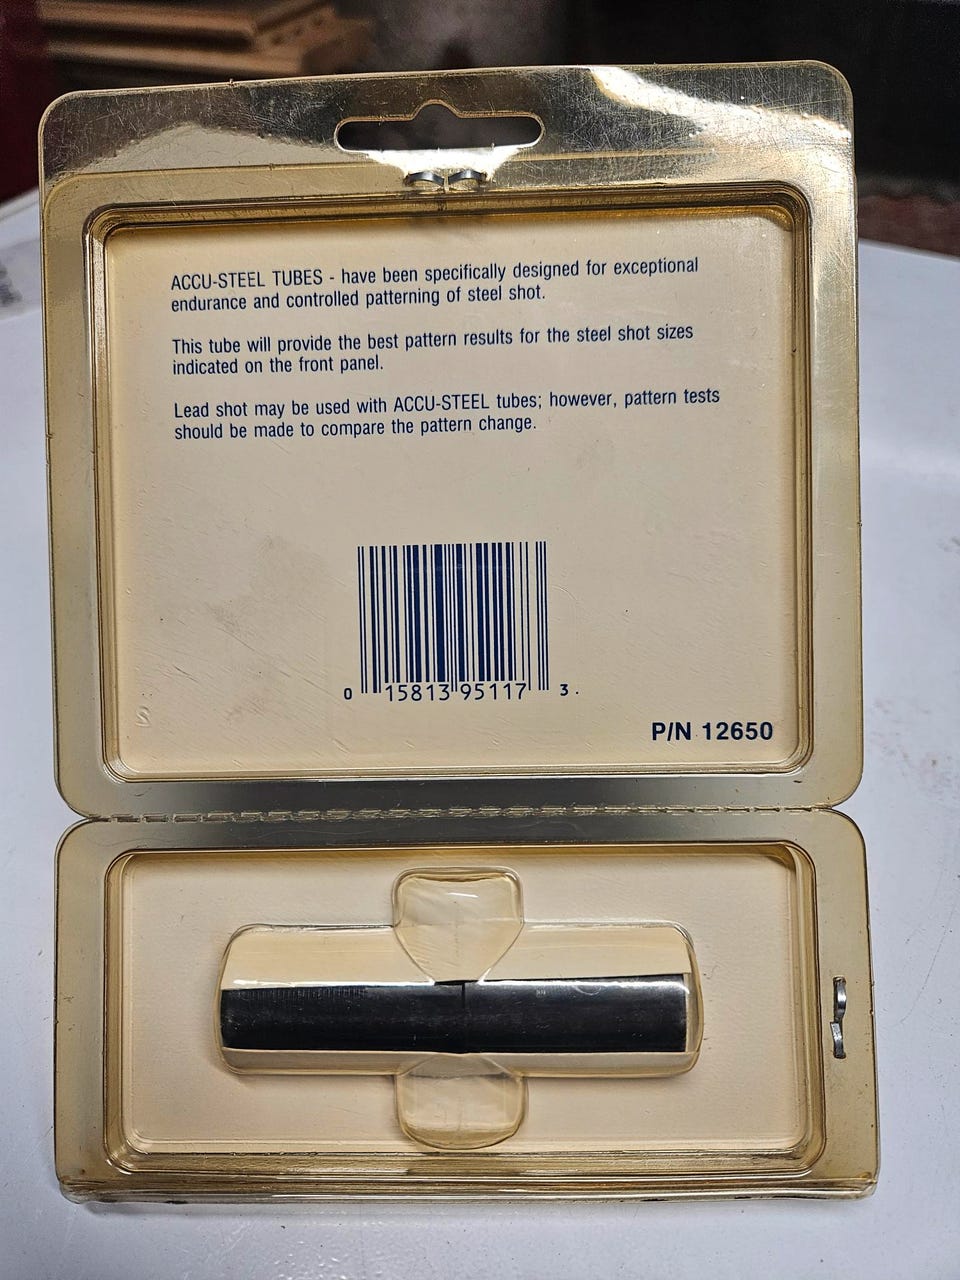 ACCU-STEEL TUBES - have been specifically designed for exceptional
endurance and controlled patterning of steel shot.
This tube will provide the best pattern results for the steel shot sizes
indicated on the front panel.
Lead shot may be used with ACCU-STEEL tubes; however, pattern tests
should be made to compare the pattern change.
0 15813 95117 3.
P/N 12650